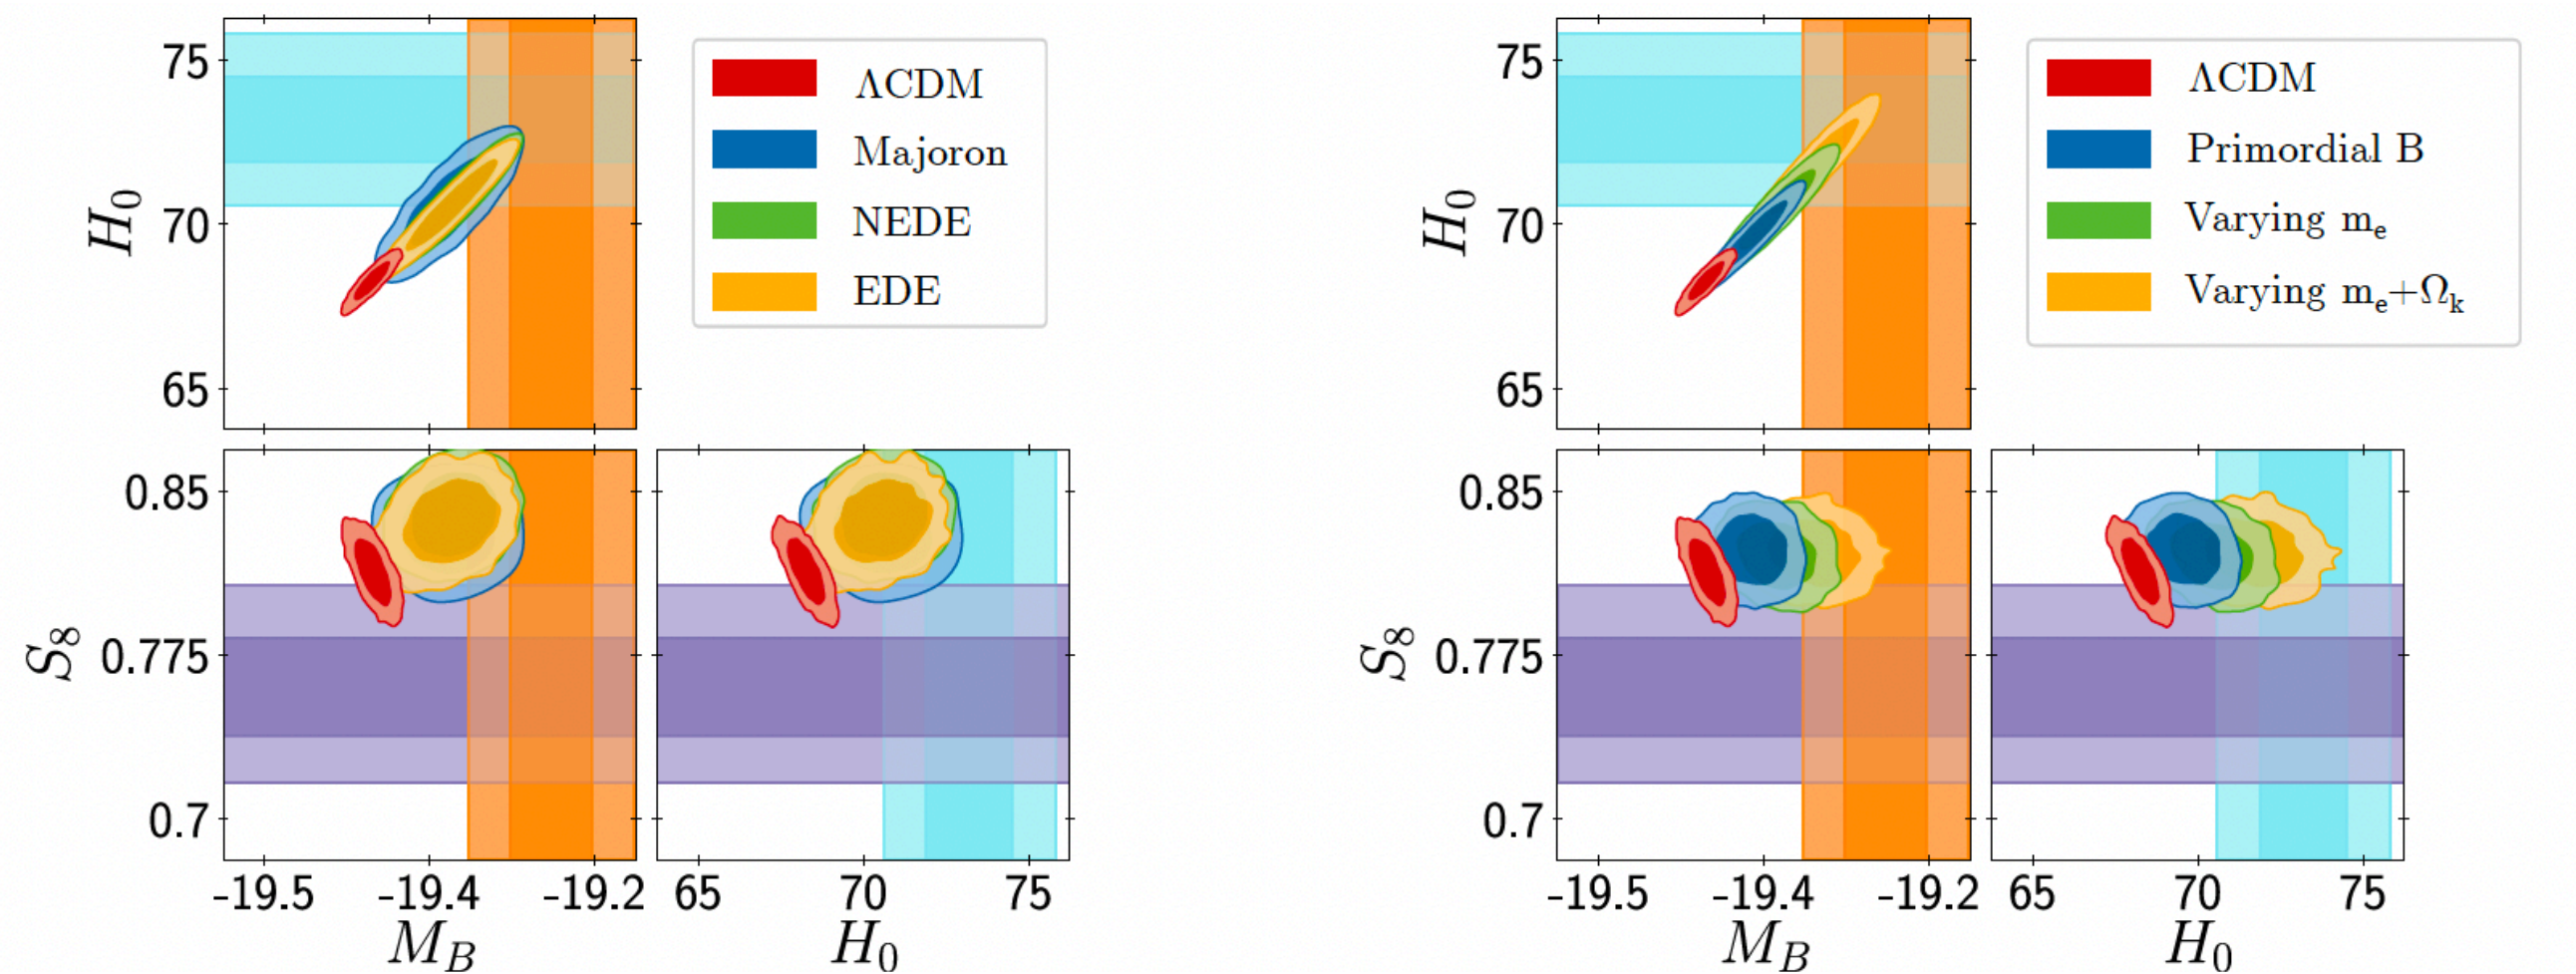 75
70
65
H₀
ΛCDM
Majoron
NEDE
EDE
0.85
0.775
0.7
S₈
-19.5 -19.4 -19.2
M_B
65 70 75
H₀
75
70
65
H₀
ΛCDM
Primordial B
Varying mₑ
Varying mₑ+Ωₖ
0.85
0.775
0.7
S₈
-19.5 -19.4 -19.2
M_B
65 70 75
H₀